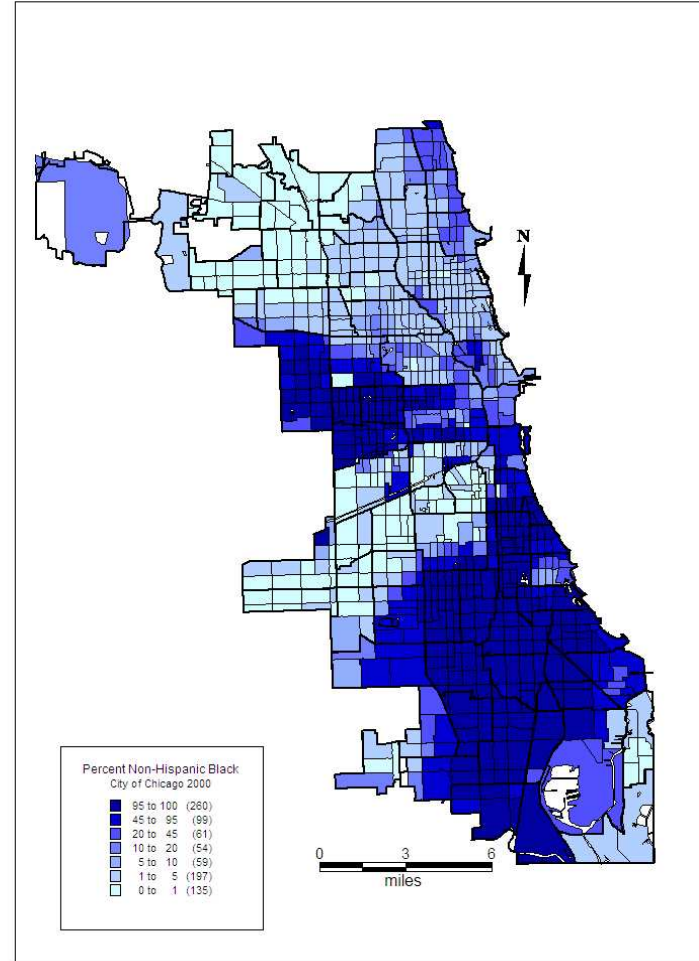 N
Percent Non-Hispanic Black
City of Chicago 2000
95 to 100 (260)
45 to 95 (99)
20 to 45 (61)
10 to 20 (54)
5 to 10 (59)
1 to 5 (197)
0 to 1 (135)
0 3 6
miles